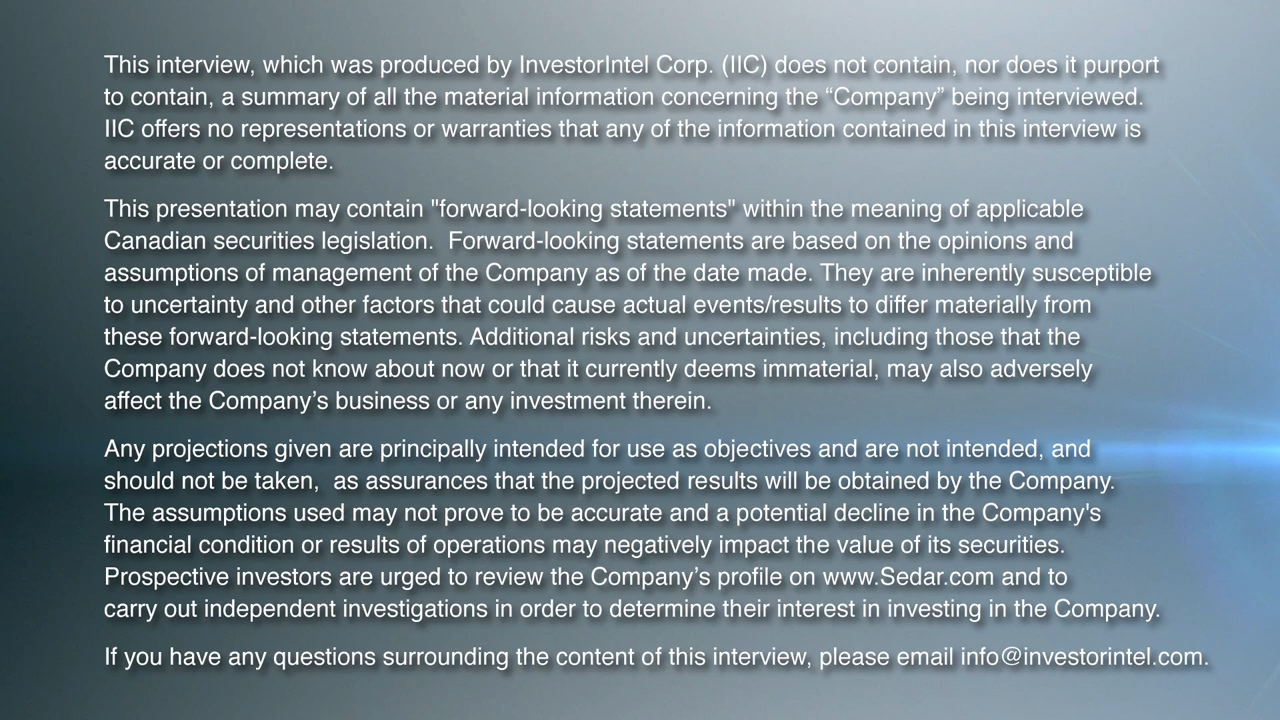 This interview, which was produced by InvestorIntel Corp. (IIC) does not contain, nor does it purport
to contain, a summary of all the material information concerning the “Company” being interviewed.
IIC offers no representations or warranties that any of the information contained in this interview is
accurate or complete.
This presentation may contain "forward-looking statements" within the meaning of applicable
Canadian securities legislation.  Forward-looking statements are based on the opinions and
assumptions of management of the Company as of the date made. They are inherently susceptible
to uncertainty and other factors that could cause actual events/results to differ materially from
these forward-looking statements. Additional risks and uncertainties, including those that the
Company does not know about now or that it currently deems immaterial, may also adversely
affect the Company’s business or any investment therein.
Any projections given are principally intended for use as objectives and are not intended, and
should not be taken,  as assurances that the projected results will be obtained by the Company.
The assumptions used may not prove to be accurate and a potential decline in the Company's
financial condition or results of operations may negatively impact the value of its securities.
Prospective investors are urged to review the Company’s profile on www.Sedar.com and to
carry out independent investigations in order to determine their interest in investing in the Company.
If you have any questions surrounding the content of this interview, please email info@investorintel.com.